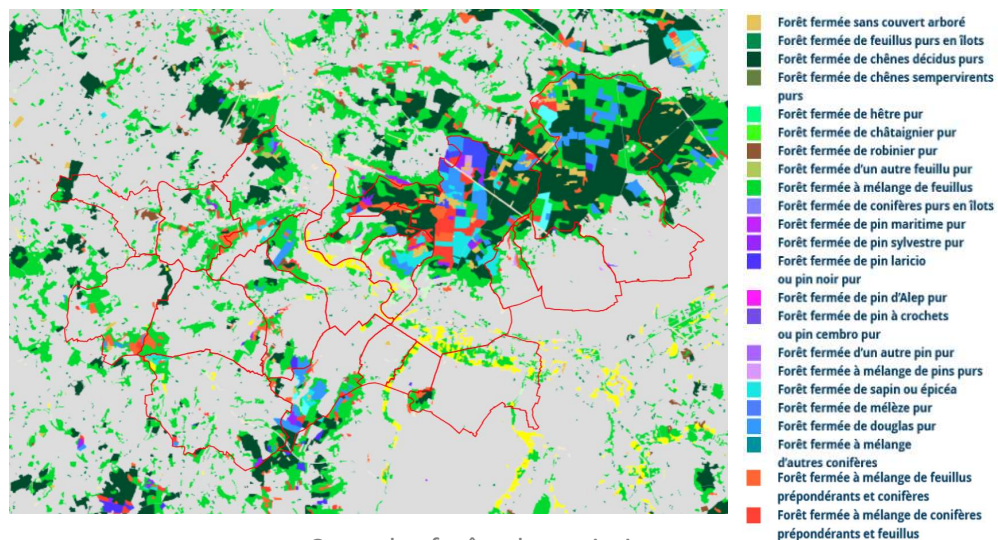 Forêt fermée sans couvert arboré
Forêt fermée de feuillus purs en îlots
Forêt fermée de chênes décidus purs
Forêt fermée de chênes sempervirents
purs
Forêt fermée de hêtre pur
Forêt fermée de châtaignier pur
Forêt fermée de robinier pur
Forêt fermée d'un autre feuillu pur
Forêt fermée à mélange de feuillus
Forêt fermée de conifères purs en îlots
Forêt fermée de pin maritime pur
Forêt fermée de pin sylvestre pur
Forêt fermée de pin laricio
ou pin noir pur
Forêt fermée de pin d'Alep pur
Forêt fermée de pin à crochets
ou pin cembro pur
Forêt fermée d'un autre pin pur
Forêt fermée à mélange de pins purs
Forêt fermée de sapin ou épicéa
Forêt fermée de mélèze pur
Forêt fermée de douglas pur
Forêt fermée à mélange
d'autres conifères
Forêt fermée à mélange de feuillus
prépondérants et conifères
Forêt fermée à mélange de conifères
prépondérants et feuillus